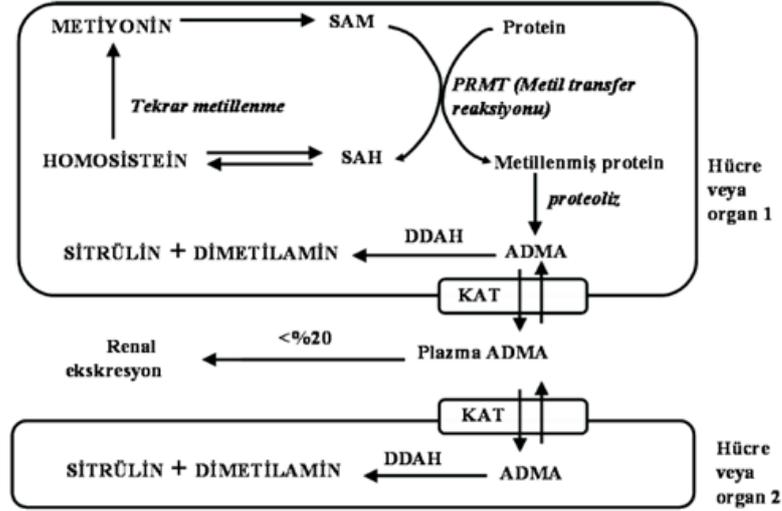 METİYONİN
SAM
Protein
PRMT (Metil transfer
reaksiyonu)
Tekrar metillenme
HOMOSİSTEİN
SAH
Metillenmiş protein
Hücre
veya
organ 1
proteoliz
SİTRÜLİN + DİMETİLAMİN
DDAH
ADMA
KAT
Renal
ekskresyon
<%20
Plazma ADMA
KAT
SİTRÜLİN + DİMETİLAMİN
DDAH
ADMA
Hücre
veya
organ 2